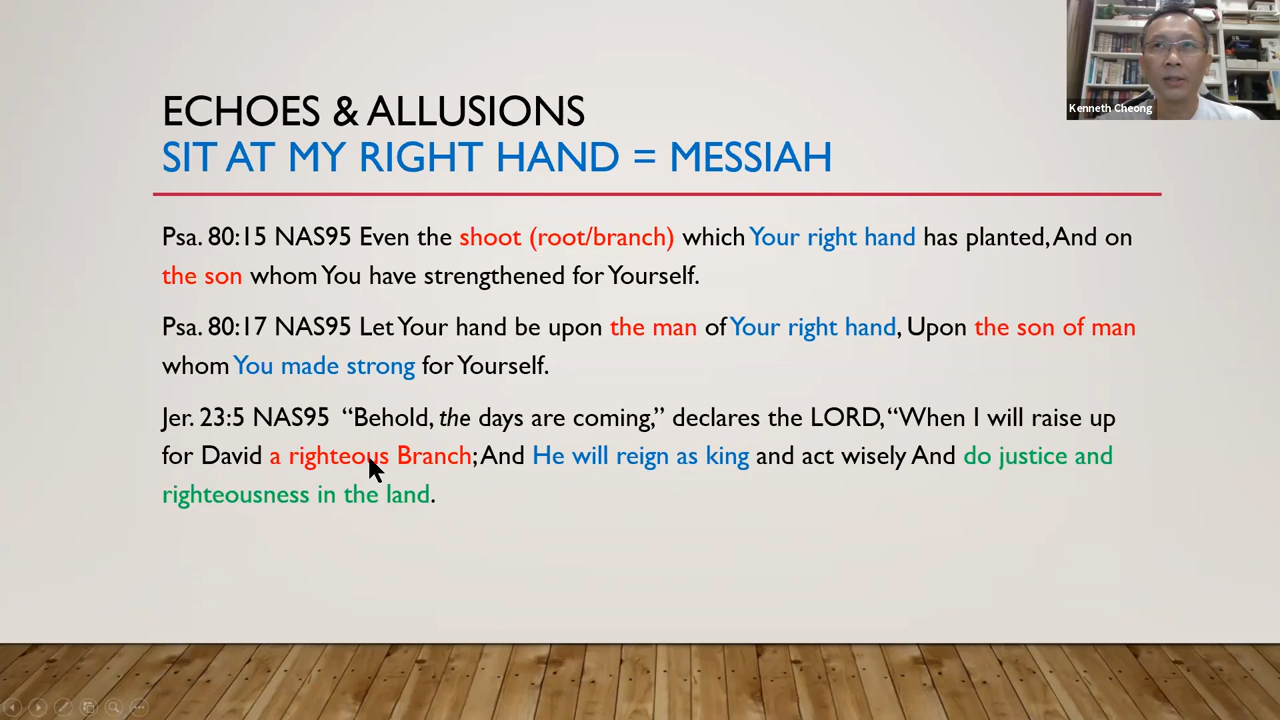 Kenneth Cheong
ECHOES & ALLUSIONS
SIT AT MY RIGHT HAND = MESSIAH
Psa. 80:15 NAS95 Even the shoot (root/branch) which Your right hand has planted, And on
the son whom You have strengthened for Yourself.
Psa. 80:17 NAS95 Let Your hand be upon the man of Your right hand, Upon the son of man
whom You made strong for Yourself.
Jer. 23:5 NAS95 “Behold, the days are coming,” declares the LORD, “When I will raise up
for David a righteous Branch; And He will reign as king and act wisely And do justice and
righteousness in the land.